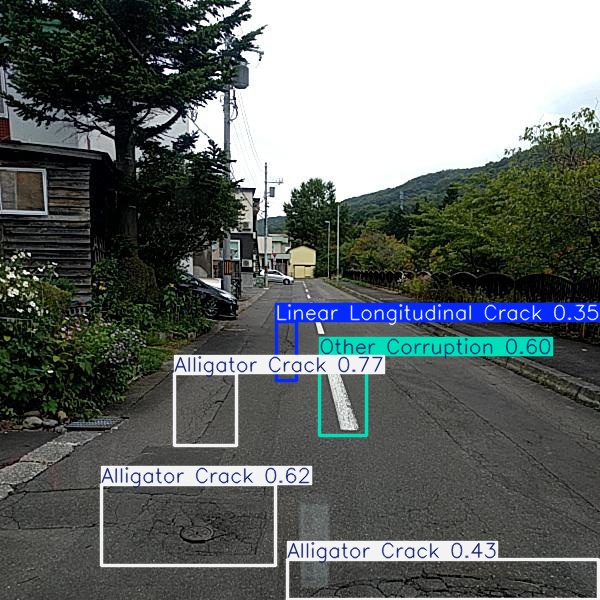 Linear Longitudinal Crack 0.35
Other Corruption 0.60
Alligator Crack 0.77
Alligator Crack 0.62
Alligator Crack 0.43